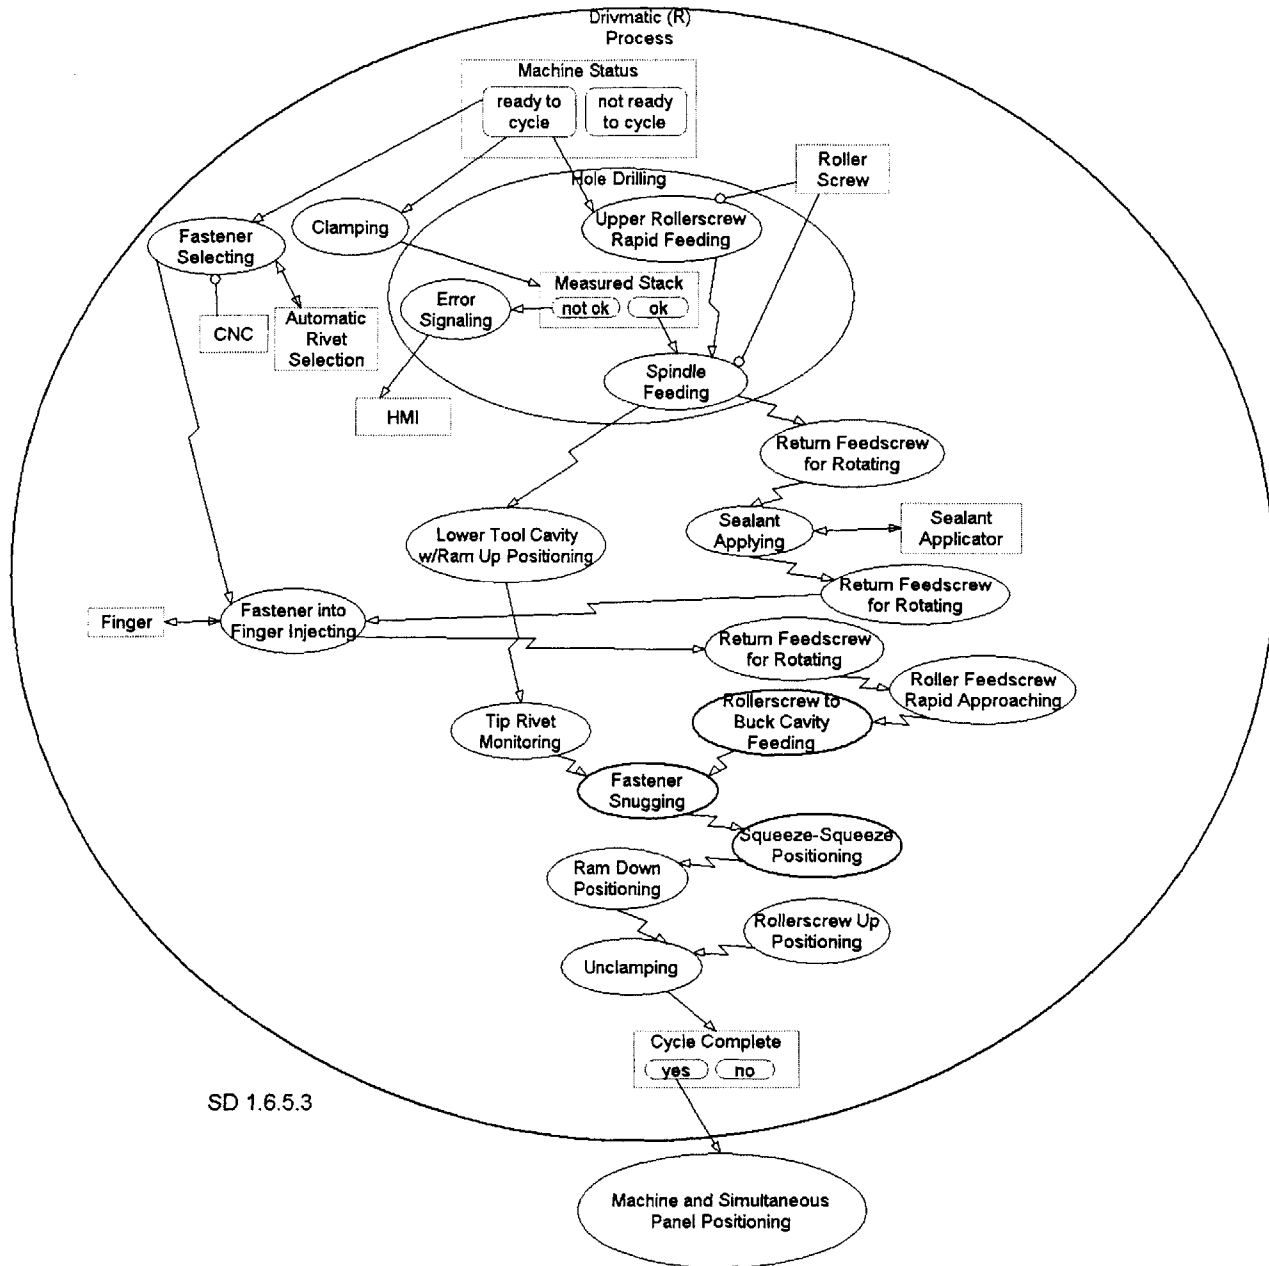 Drivmatic (R)
Process
Machine Status
ready to
cycle
not ready
to cycle
Roller
Screw
Hole Drilling
Upper Rollerscrew
Rapid Feeding
Clamping
Fastener
Selecting
Measured Stack
not ok
ok
Error
Signaling
CNC
Automatic
Rivet
Selection
Spindle
Feeding
HMI
Return Feedscrew
for Rotating
Lower Tool Cavity
w/Ram Up Positioning
Sealant
Applying
Sealant
Applicator
Return Feedscrew
for Rotating
Finger
Fastener into
Finger Injecting
Return Feedscrew
for Rotating
Roller Feedscrew
Rapid Approaching
Rollerscrew to
Buck Cavity
Feeding
Tip Rivet
Monitoring
Fastener
Snugging
Squeeze-Squeeze
Positioning
Ram Down
Positioning
Rollerscrew Up
Positioning
Unclamping
Cycle Complete
yes
no
SD 1.6.5.3
Machine and Simultaneous
Panel Positioning